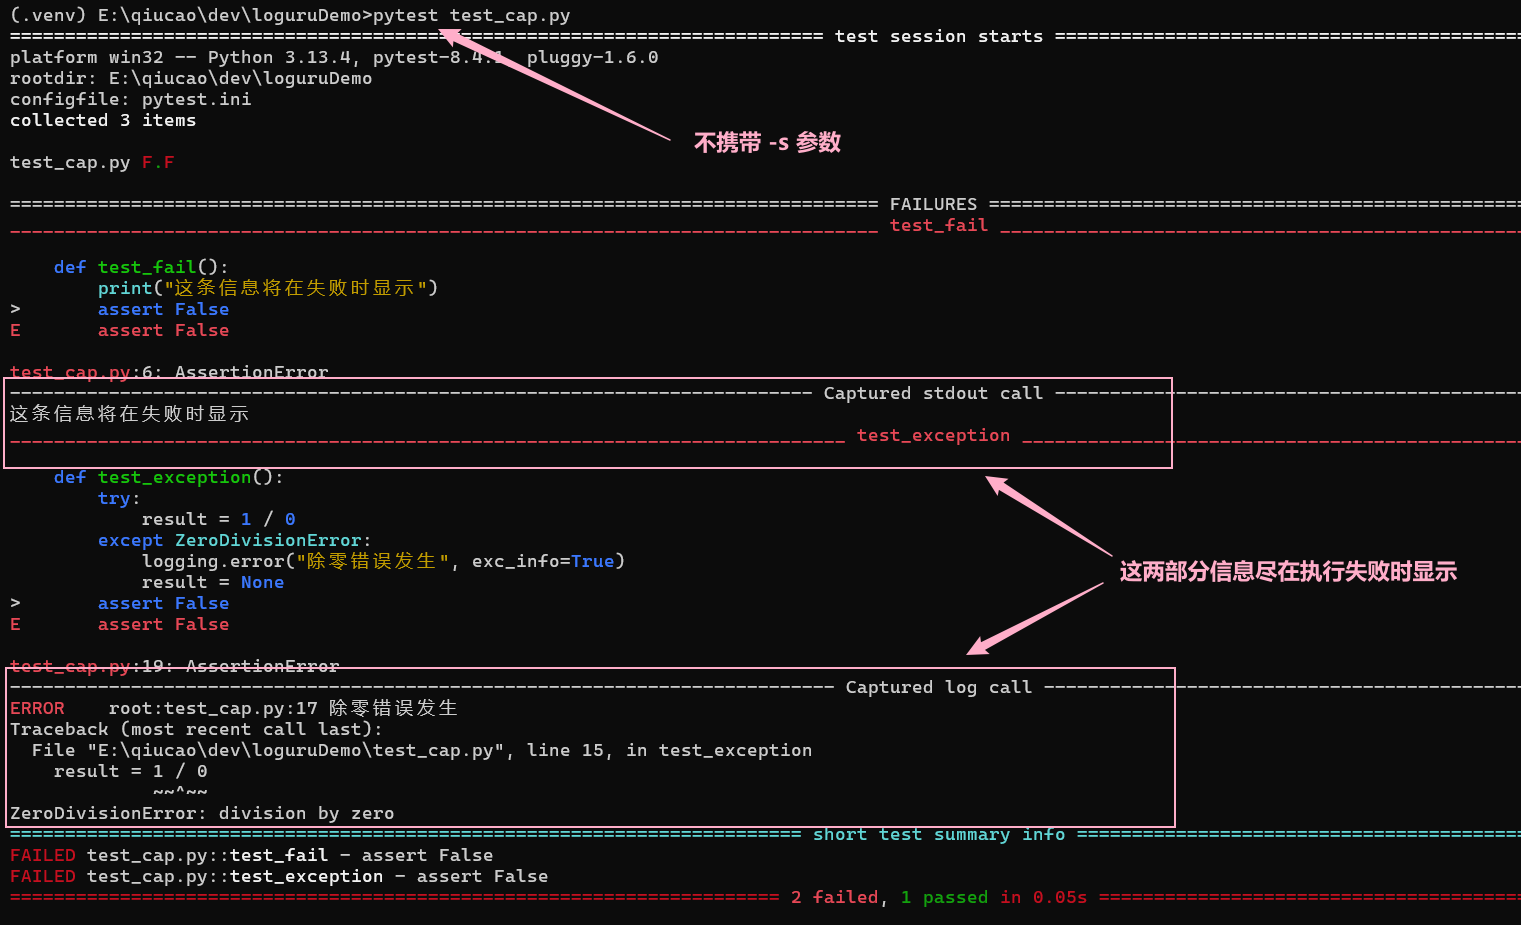 (.venv) E:\qiucao\dev\loguruDemo>pytest test_cap.py
========================================================================== test session starts ==========================================
platform win32 -- Python 3.13.4, pytest-8.4.1, pluggy-1.6.0
rootdir: E:\qiucao\dev\loguruDemo
configfile: pytest.ini
collected 3 items
不携带 -s 参数
test_cap.py F.F
=============================================================================== FAILURES ================================================
_______________________________________________________________________________ test_fail _______________________________________________
    def test_fail():
        print("这条信息将在失败时显示")
>       assert False
E       assert False
test_cap.py:6: AssertionError
------------------------------------------------------------------------- Captured stdout call ------------------------------------------
这条信息将在失败时显示
____________________________________________________________________________ test_exception _____________________________________________
    def test_exception():
        try:
            result = 1 / 0
        except ZeroDivisionError:
            logging.error("除零错误发生", exc_info=True)
这两部分信息尽在执行失败时显示
            result = None
>       assert False
E       assert False
test_cap.py:19: AssertionError
--------------------------------------------------------------------------- Captured log call -------------------------------------------
ERROR    root:test_cap.py:17 除零错误发生
Traceback (most recent call last):
  File "E:\qiucao\dev\loguruDemo\test_cap.py", line 15, in test_exception
    result = 1 / 0
             ~~^~~
ZeroDivisionError: division by zero
======================================================================== short test summary info ========================================
FAILED test_cap.py::test_fail - assert False
FAILED test_cap.py::test_exception - assert False
====================================================================== 2 failed, 1 passed in 0.05s ======================================